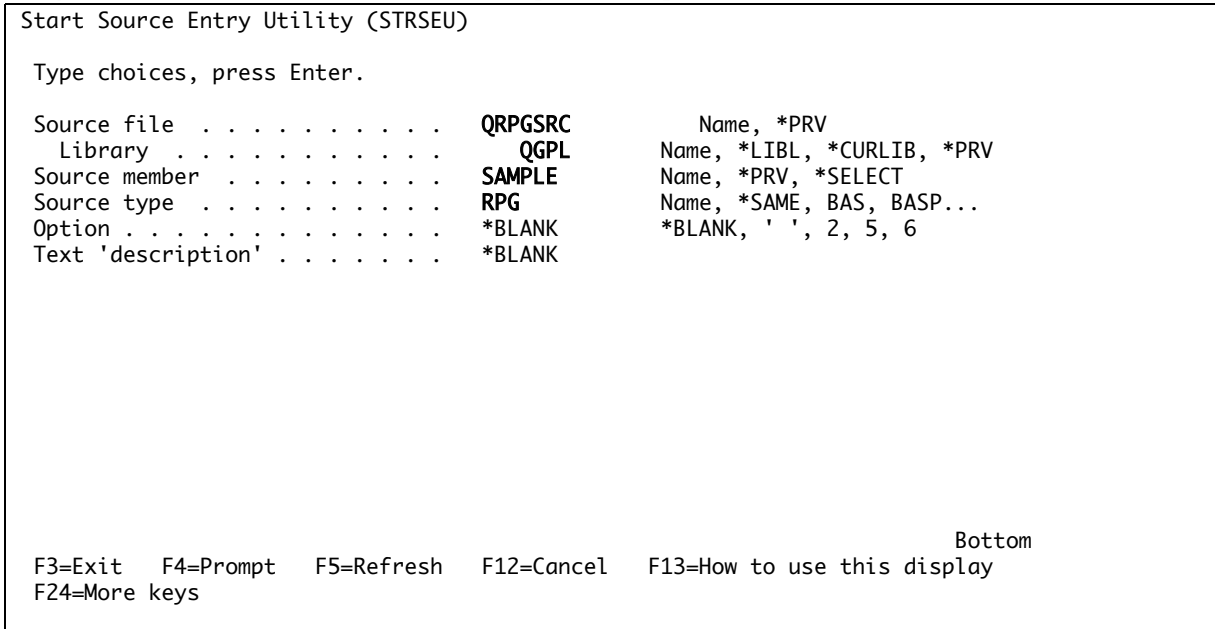 Start Source Entry Utility (STRSEU)
Type choices, press Enter.
Source file . . . . . . . . . . QRPGSRC Name, *PRV
Library . . . . . . . . . . . QGPL Name, *LIBL, *CURLIB, *PRV
Source member . . . . . . . . . SAMPLE Name, *PRV, *SELECT
Source type . . . . . . . . . . RPG Name, *SAME, BAS, BASP...
Option . . . . . . . . . . . . . *BLANK *BLANK, ' ', 2, 5, 6
Text 'description' . . . . . . . *BLANK
Bottom
F3=Exit F4=Prompt F5=Refresh F12=Cancel F13=How to use this display
F24=More keys